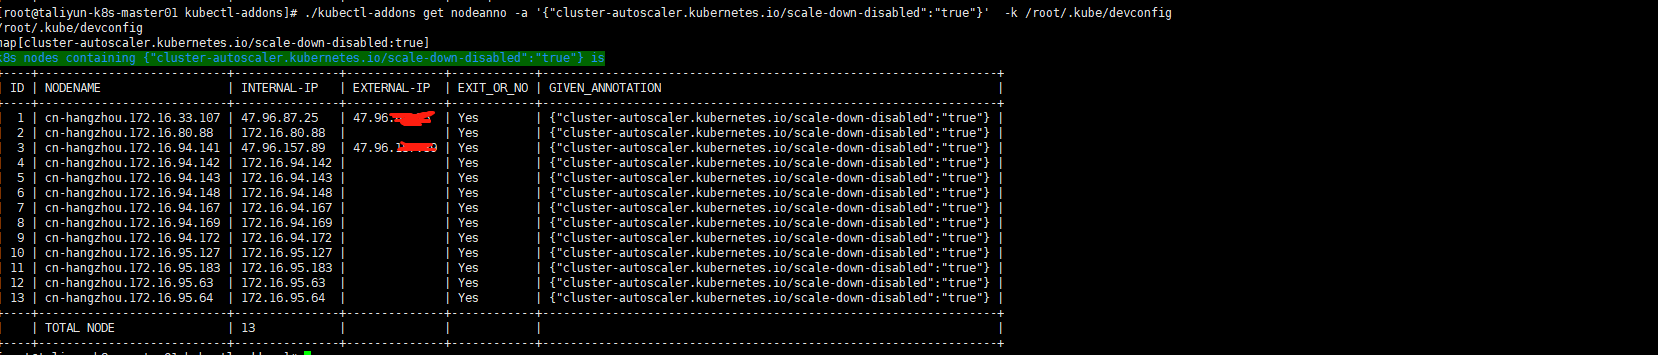 [root@taliyun-k8s-master01 kubectl-addons]# ./kubectl-addons get nodeanno -a '{"cluster-autoscaler.kubernetes.io/scale-down-disabled":"true"}'  -k /root/.kube/devconfig
/root/.kube/devconfig
map[cluster-autoscaler.kubernetes.io/scale-down-disabled:true]
k8s nodes containing {"cluster-autoscaler.kubernetes.io/scale-down-disabled":"true"} is
| ID | NODENAME | INTERNAL-IP | EXTERNAL-IP | EXIT_OR_NO | GIVEN_ANNOTATION |
| 1 | cn-hangzhou.172.16.33.107 | 47.96.87.25 | 47.96. | Yes | {"cluster-autoscaler.kubernetes.io/scale-down-disabled":"true"} |
| 2 | cn-hangzhou.172.16.80.88 | 172.16.80.88 | | Yes | {"cluster-autoscaler.kubernetes.io/scale-down-disabled":"true"} |
| 3 | cn-hangzhou.172.16.94.141 | 47.96.157.89 | 47.96. | Yes | {"cluster-autoscaler.kubernetes.io/scale-down-disabled":"true"} |
| 4 | cn-hangzhou.172.16.94.142 | 172.16.94.142 | | Yes | {"cluster-autoscaler.kubernetes.io/scale-down-disabled":"true"} |
| 5 | cn-hangzhou.172.16.94.143 | 172.16.94.143 | | Yes | {"cluster-autoscaler.kubernetes.io/scale-down-disabled":"true"} |
| 6 | cn-hangzhou.172.16.94.148 | 172.16.94.148 | | Yes | {"cluster-autoscaler.kubernetes.io/scale-down-disabled":"true"} |
| 7 | cn-hangzhou.172.16.94.167 | 172.16.94.167 | | Yes | {"cluster-autoscaler.kubernetes.io/scale-down-disabled":"true"} |
| 8 | cn-hangzhou.172.16.94.169 | 172.16.94.169 | | Yes | {"cluster-autoscaler.kubernetes.io/scale-down-disabled":"true"} |
| 9 | cn-hangzhou.172.16.94.172 | 172.16.94.172 | | Yes | {"cluster-autoscaler.kubernetes.io/scale-down-disabled":"true"} |
| 10 | cn-hangzhou.172.16.95.127 | 172.16.95.127 | | Yes | {"cluster-autoscaler.kubernetes.io/scale-down-disabled":"true"} |
| 11 | cn-hangzhou.172.16.95.183 | 172.16.95.183 | | Yes | {"cluster-autoscaler.kubernetes.io/scale-down-disabled":"true"} |
| 12 | cn-hangzhou.172.16.95.63 | 172.16.95.63 | | Yes | {"cluster-autoscaler.kubernetes.io/scale-down-disabled":"true"} |
| 13 | cn-hangzhou.172.16.95.64 | 172.16.95.64 | | Yes | {"cluster-autoscaler.kubernetes.io/scale-down-disabled":"true"} |
| | TOTAL NODE | 13 | | | |